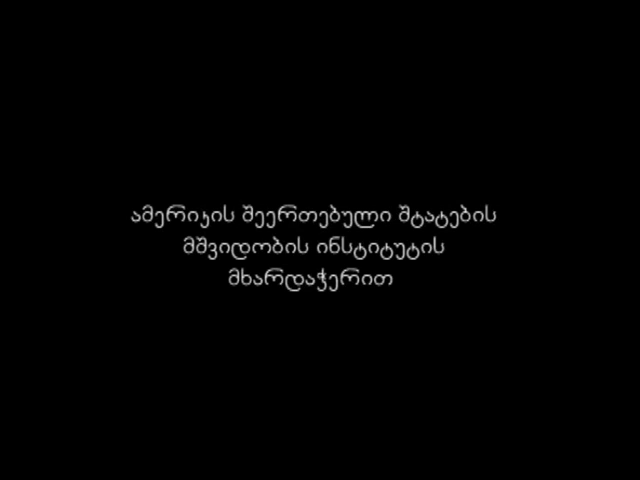 ამერიკის შეერთებული შტატების
მშვიდობის ინსტიტუტის
მხარდაჭერით